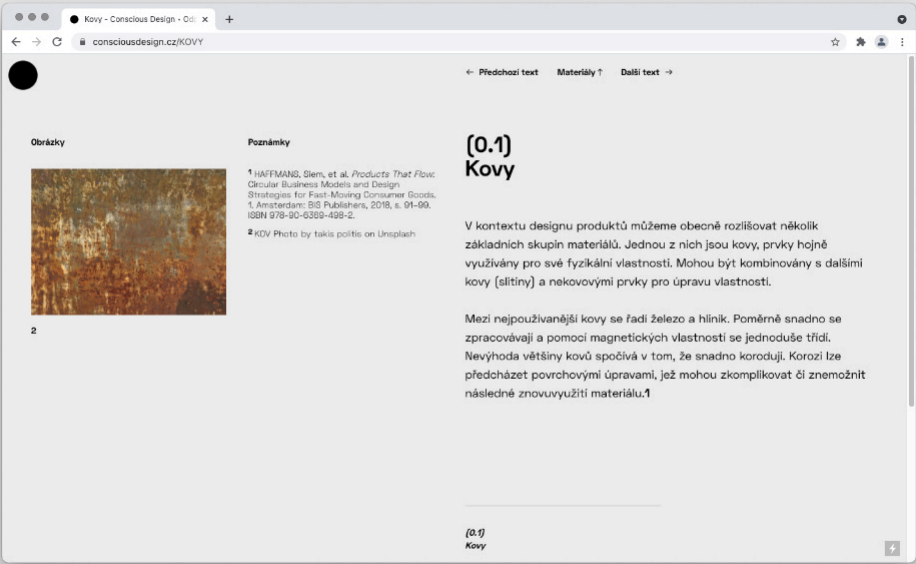 Kovy - Conscious Design - Od
consciousdesign.cz/KOVY
← Předchozí text Materiály ↑ Další text →
Obrázky
2
Poznámky
1 HAFFMANS, Siem, et al. Products That Flow:
Circular Business Models and Design
Strategies for Fast-Moving Consumer Goods.
1. Amsterdam: BIS Publishers, 2018, s. 91-99.
ISBN 978-90-6369-498-2.
2 KOV Photo by takis politis on Unsplash
(0.1)
Kovy
V kontextu designu produktů můžeme obecně rozlišovat několik
základních skupin materiálů. Jednou z nich jsou kovy, prvky hojně
využívány pro své fyzikální vlastnosti. Mohou být kombinovány s dalšími
kovy (slitiny) a nekovovými prvky pro úpravu vlastností.
Mezi nejpoužívanější kovy se řadí železo a hliník. Poměrně snadno se
zpracovávají a pomocí magnetických vlastností se jednoduše třídí.
Nevýhoda většiny kovů spočívá v tom, že snadno korodují. Korozi lze
předcházet povrchovými úpravami, jež mohou zkomplikovat či znemožnit
následné znovuvyužití materiálu.1
(0.1)
Kovy